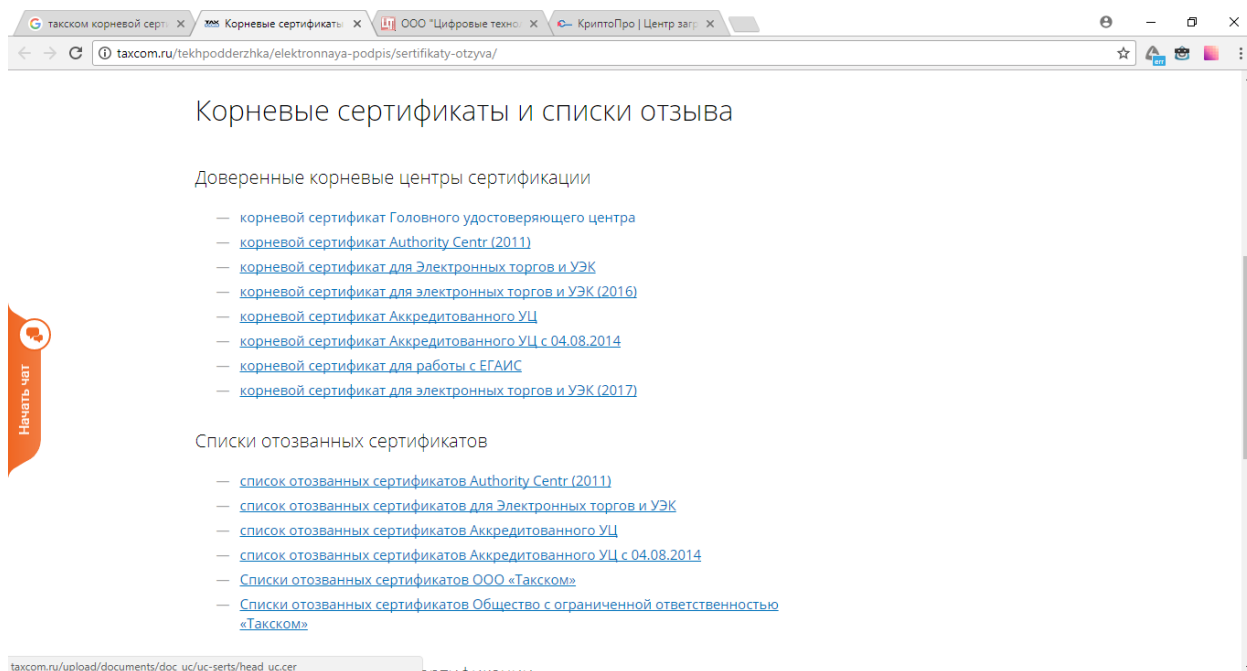 такском корневой серти
Корневые сертификаты
ООО "Цифровые технол
КриптоПро | Центр загр
taxcom.ru/tekhpodderzhka/elektronnaya-podpis/sertifikaty-otzyva/
err
Корневые сертификаты и списки отзыва
Доверенные корневые центры сертификации
— корневой сертификат Головного удостоверяющего центра
— корневой сертификат Authority Centr (2011)
— корневой сертификат для Электронных торгов и УЭК
— корневой сертификат для электронных торгов и УЭК (2016)
— корневой сертификат Аккредитованного УЦ
— корневой сертификат Аккредитованного УЦ с 04.08.2014
— корневой сертификат для работы с ЕГАИС
— корневой сертификат для электронных торгов и УЭК (2017)
Начать чат
Списки отозванных сертификатов
— список отозванных сертификатов Authority Centr (2011)
— список отозванных сертификатов для Электронных торгов и УЭК
— список отозванных сертификатов Аккредитованного УЦ
— список отозванных сертификатов Аккредитованного УЦ с 04.08.2014
— Списки отозванных сертификатов ООО «Такском»
— Списки отозванных сертификатов Общество с ограниченной ответственностью
«Такском»
taxcom.ru/upload/documents/doc_uc/uc-serts/head_uc.cer